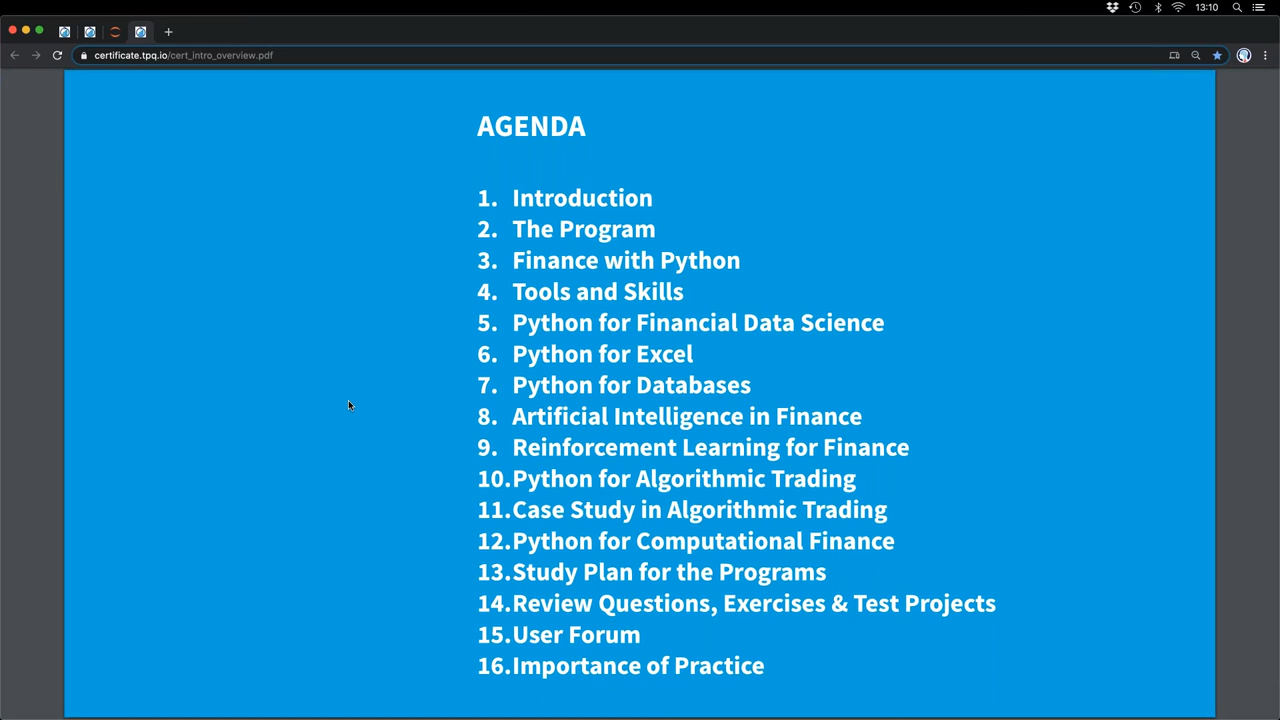 13:10
certificate.tpq.io/cert_intro_overview.pdf
AGENDA
1. Introduction
2. The Program
3. Finance with Python
4. Tools and Skills
5. Python for Financial Data Science
6. Python for Excel
7. Python for Databases
8. Artificial Intelligence in Finance
9. Reinforcement Learning for Finance
10.Python for Algorithmic Trading
11.Case Study in Algorithmic Trading
12.Python for Computational Finance
13.Study Plan for the Programs
14.Review Questions, Exercises & Test Projects
15.User Forum
16.Importance of Practice